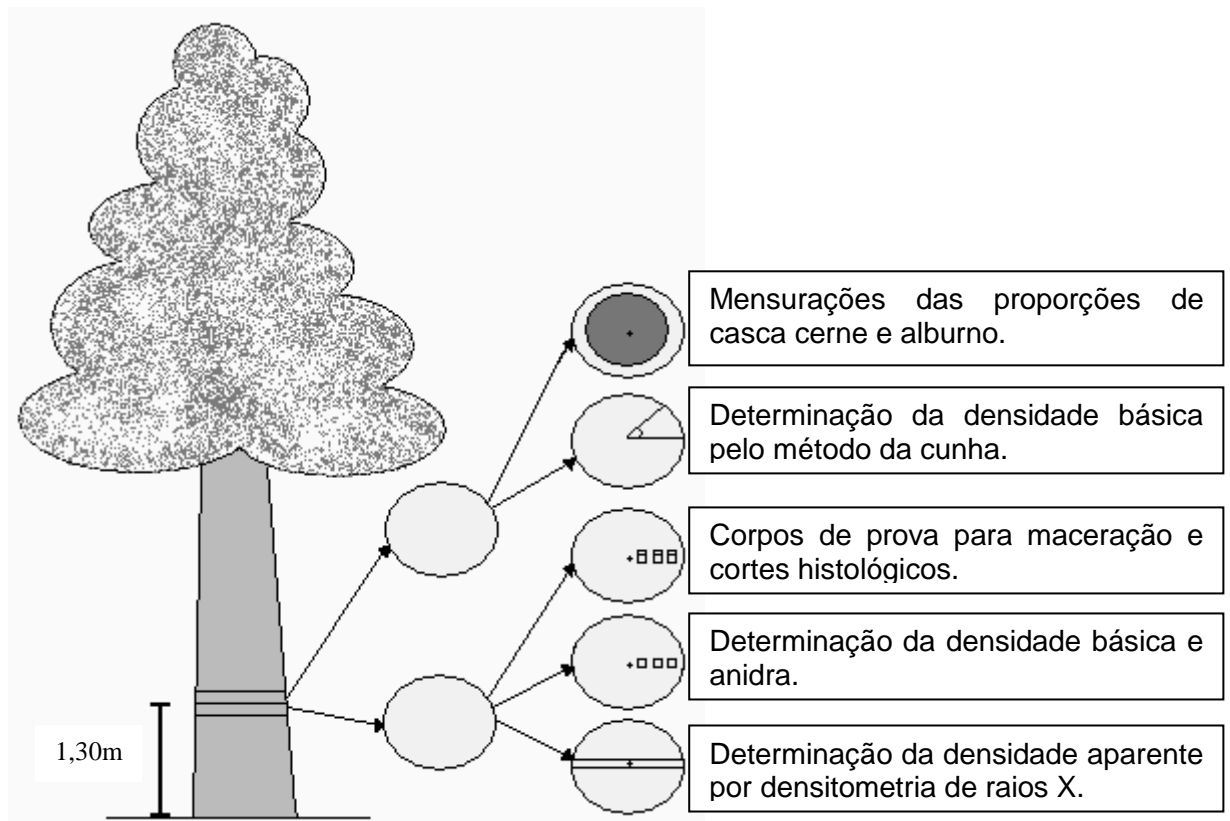 Mensurações das proporções de
casca cerne e alburno.
Determinação da densidade básica
pelo método da cunha.
Corpos de prova para maceração e
cortes histológicos.
Determinação da densidade básica e
anidra.
Determinação da densidade aparente
por densitometria de raios X.
1,30m